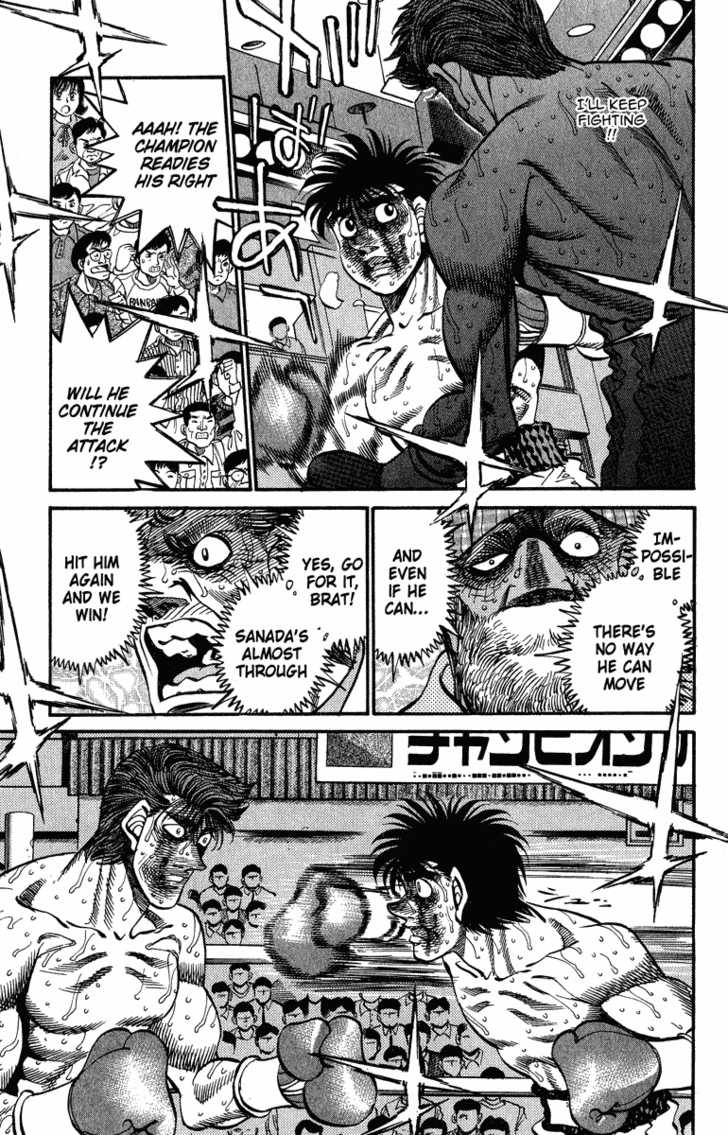 I'LL KEEP
FIGHTING
!!
AAAH! THE
CHAMPION
READIES
HIS RIGHT
WILL HE
CONTINUE
THE
ATTACK
!?
IM-
POSSI-
BLE
THERE'S
NO WAY
HE CAN
MOVE
AND
EVEN
IF HE
CAN...
YES, GO
FOR IT,
BRAT!
SANADA'S
ALMOST
THROUGH
HIT HIM
AGAIN
AND WE
WIN!
チャンピオン